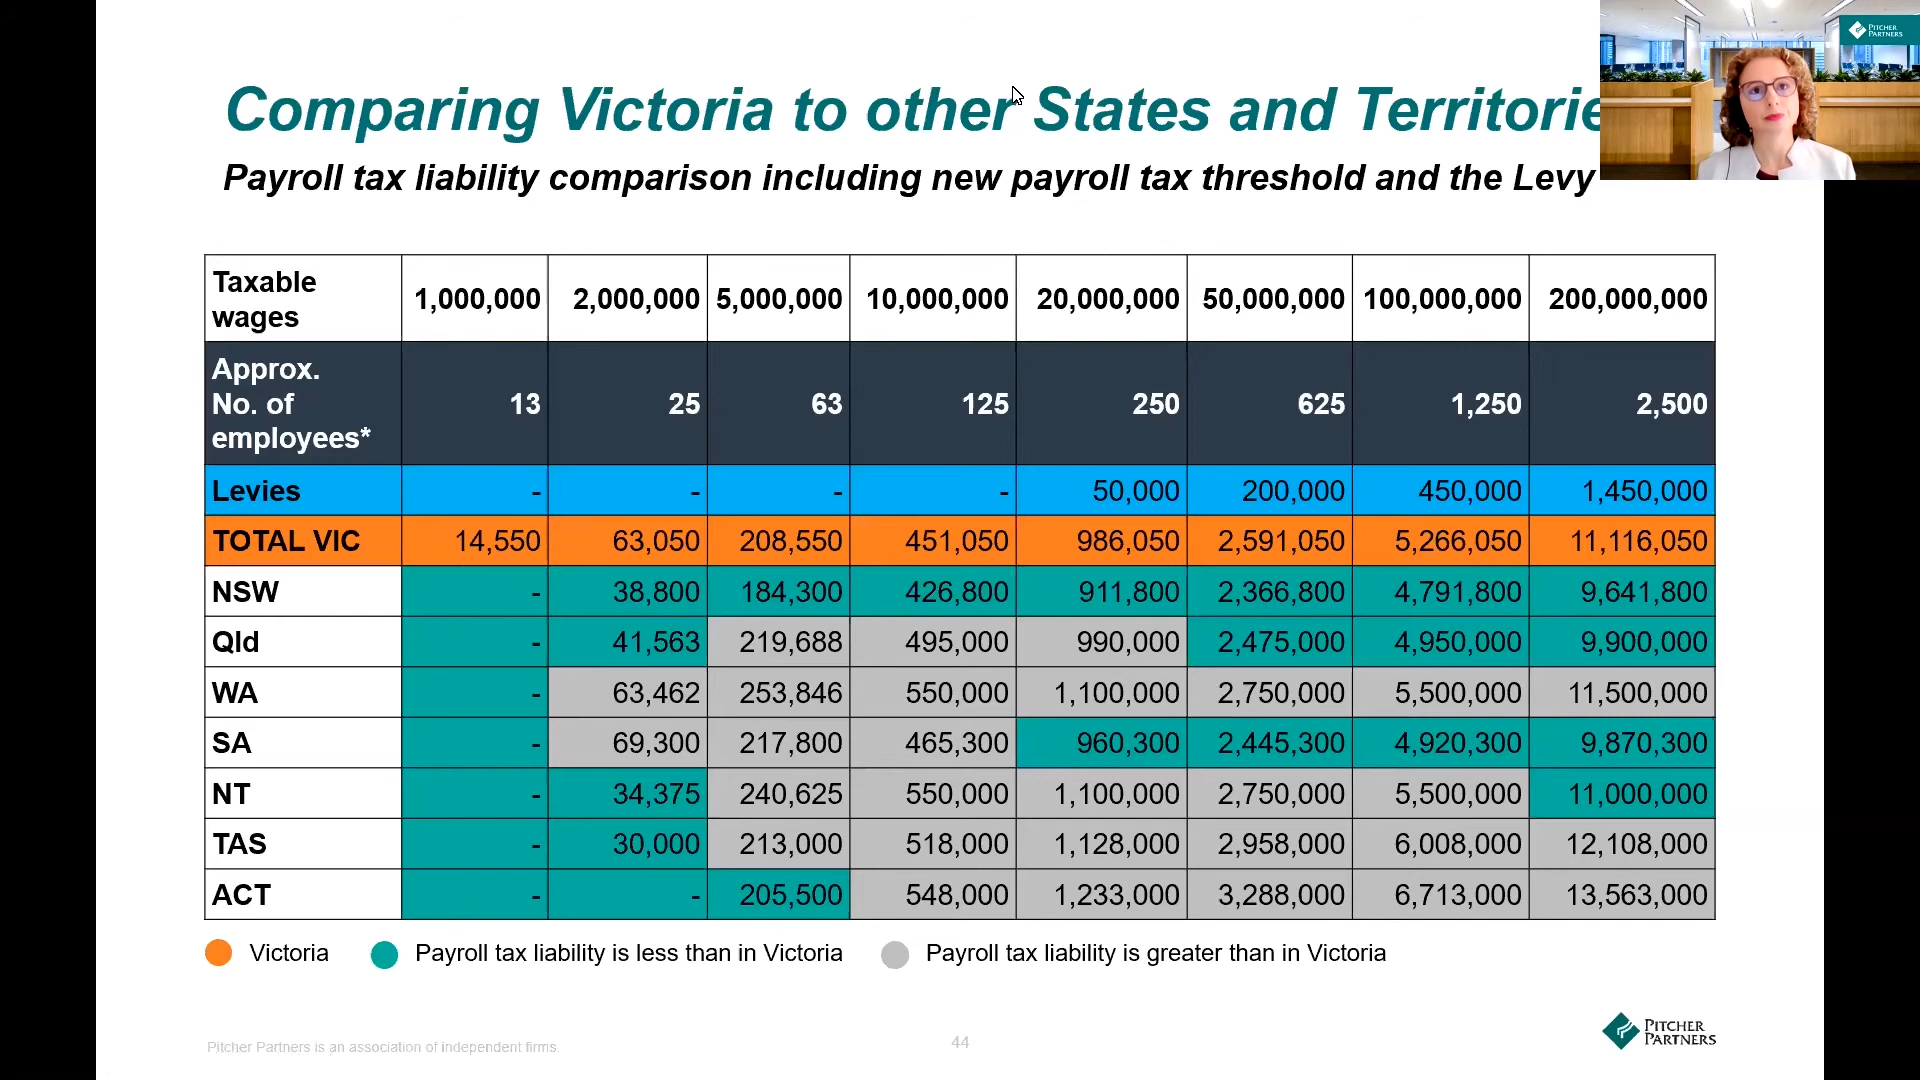 Comparing Victoria to other States and Territorie
Payroll tax liability comparison including new payroll tax threshold and the Levy
PITCHER
PARTNERS
Taxable wages 1,000,000 2,000,000 5,000,000 10,000,000 20,000,000 50,000,000 100,000,000 200,000,000
Approx. No. of employees* 13 25 63 125 250 625 1,250 2,500
Levies - - - - 50,000 200,000 450,000 1,450,000
TOTAL VIC 14,550 63,050 208,550 451,050 986,050 2,591,050 5,266,050 11,116,050
NSW - 38,800 184,300 426,800 911,800 2,366,800 4,791,800 9,641,800
Qld - 41,563 219,688 495,000 990,000 2,475,000 4,950,000 9,900,000
WA - 63,462 253,846 550,000 1,100,000 2,750,000 5,500,000 11,500,000
SA - 69,300 217,800 465,300 960,300 2,445,300 4,920,300 9,870,300
NT - 34,375 240,625 550,000 1,100,000 2,750,000 5,500,000 11,000,000
TAS - 30,000 213,000 518,000 1,128,000 2,958,000 6,008,000 12,108,000
ACT - - 205,500 548,000 1,233,000 3,288,000 6,713,000 13,563,000
Victoria Payroll tax liability is less than in Victoria Payroll tax liability is greater than in Victoria
Pitcher Partners is an association of independent firms.
44
PITCHER
PARTNERS